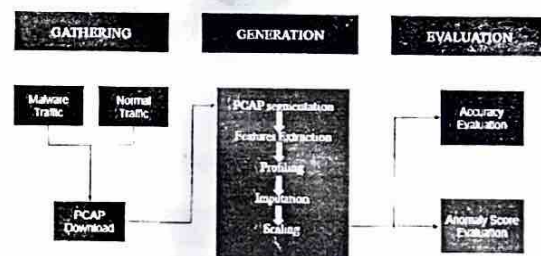 GATHERING
GENERATION
EVALUATION
Malware
Traffic
Normal
Traffic
PCAP
Download
PCAP segmentation
Features Extraction
Profiling
Imputation
Scaling
Accuracy
Evaluation
Anomaly Score
Evaluation